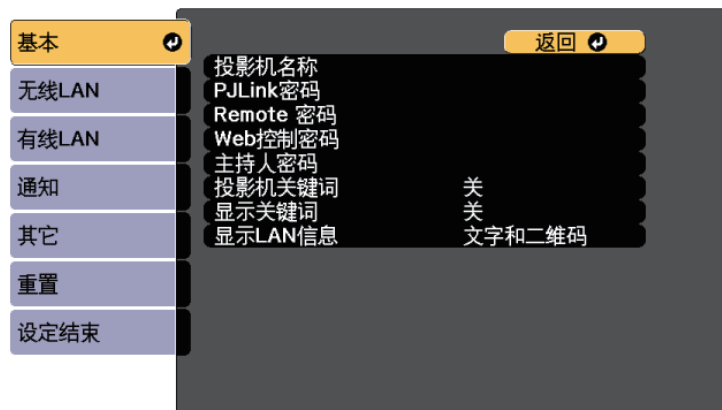 基本
无线LAN
有线LAN
通知
其它
重置
设定结束
返回
投影机名称
PJLink密码
Remote 密码
Web控制密码
主持人密码
投影机关键词 关
显示关键词 关
显示LAN信息 文字和二维码